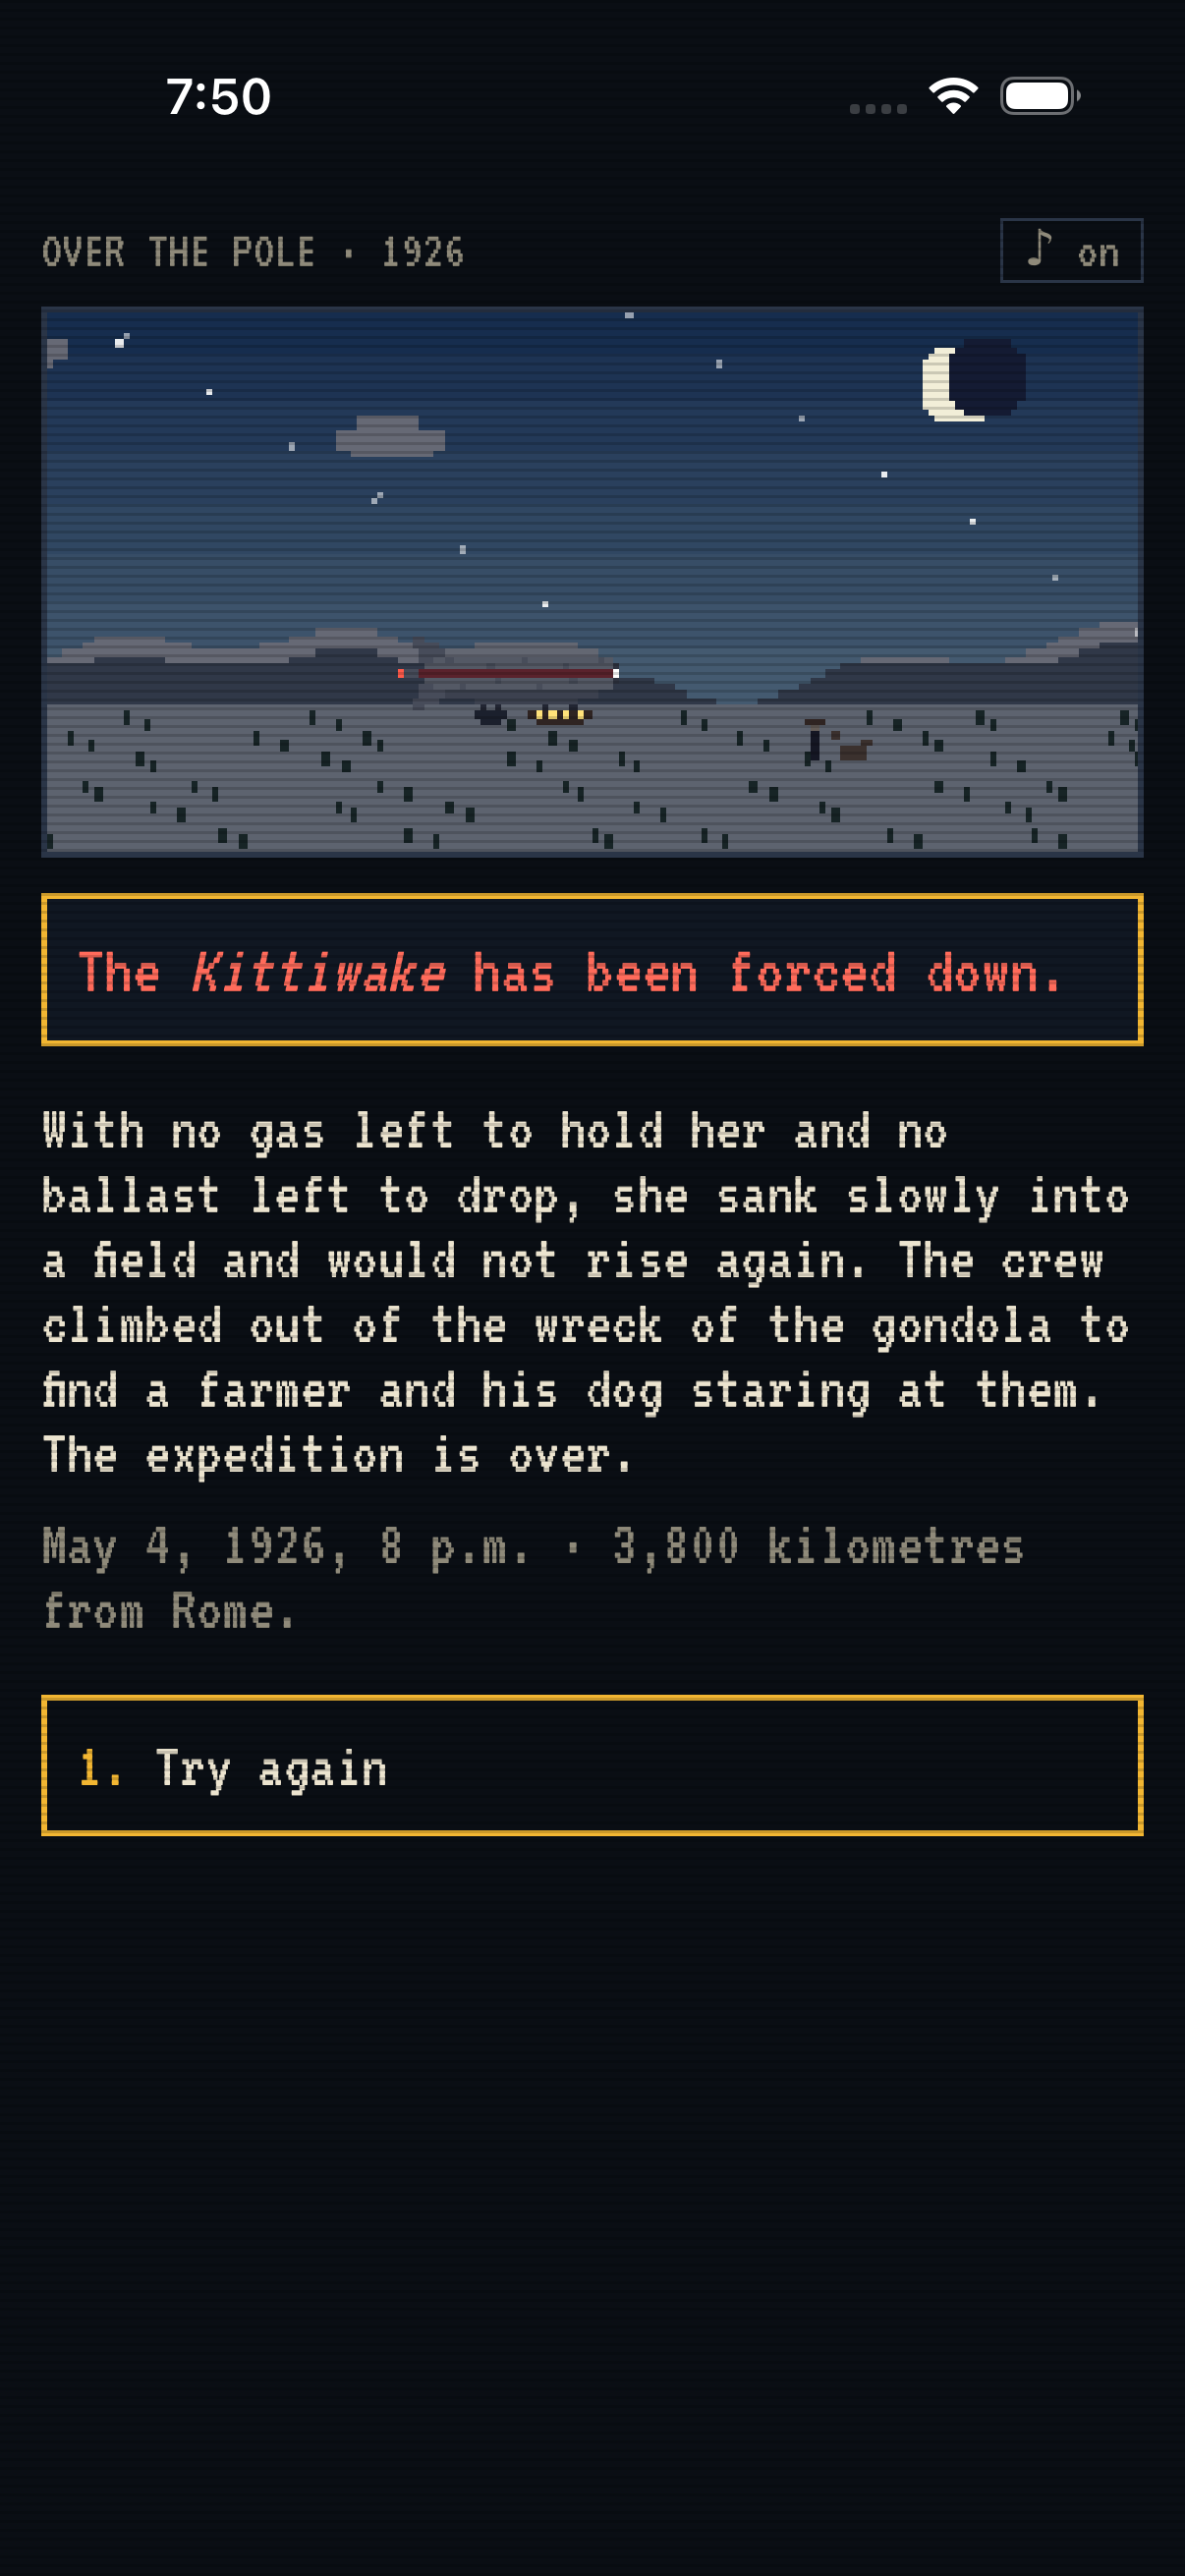 7:50
OVER THE POLE · 1926
♪ on
The Kittiwake has been forced down.
With no gas left to hold her and no
ballast left to drop, she sank slowly into
a field and would not rise again. The crew
climbed out of the wreck of the gondola to
find a farmer and his dog staring at them.
The expedition is over.
May 4, 1926, 8 p.m. · 3,800 kilometres
from Rome.
1. Try again